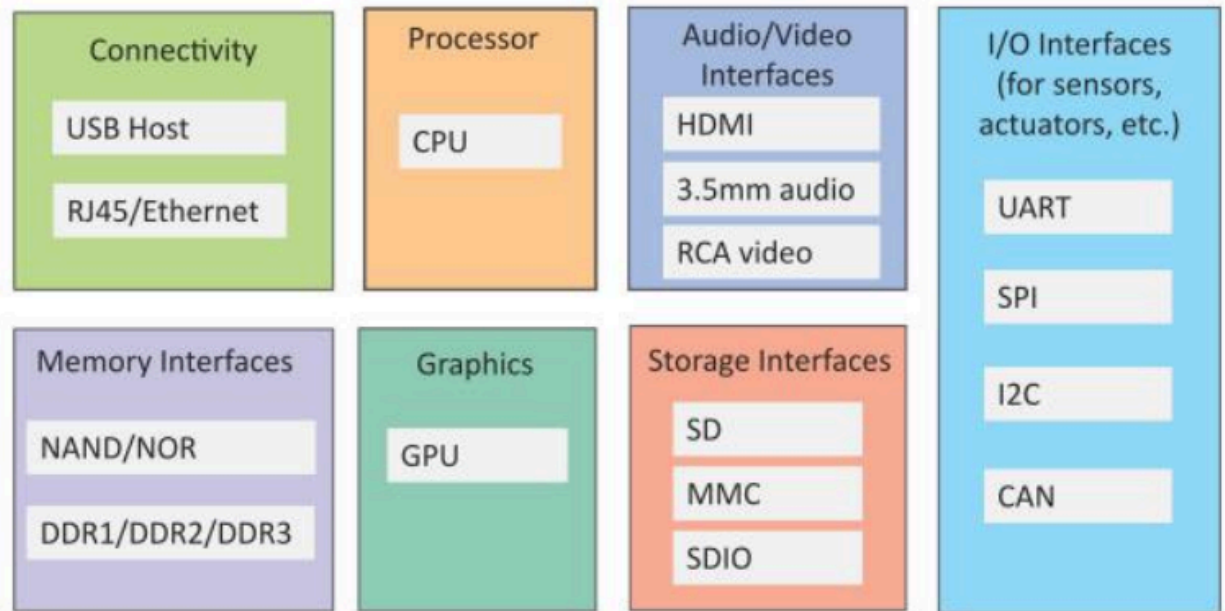 Connectivity
USB Host
RJ45/Ethernet
Processor
CPU
Audio/Video
Interfaces
HDMI
3.5mm audio
RCA video
I/O Interfaces
(for sensors,
actuators, etc.)
UART
SPI
I2C
CAN
Memory Interfaces
NAND/NOR
DDR1/DDR2/DDR3
Graphics
GPU
Storage Interfaces
SD
MMC
SDIO